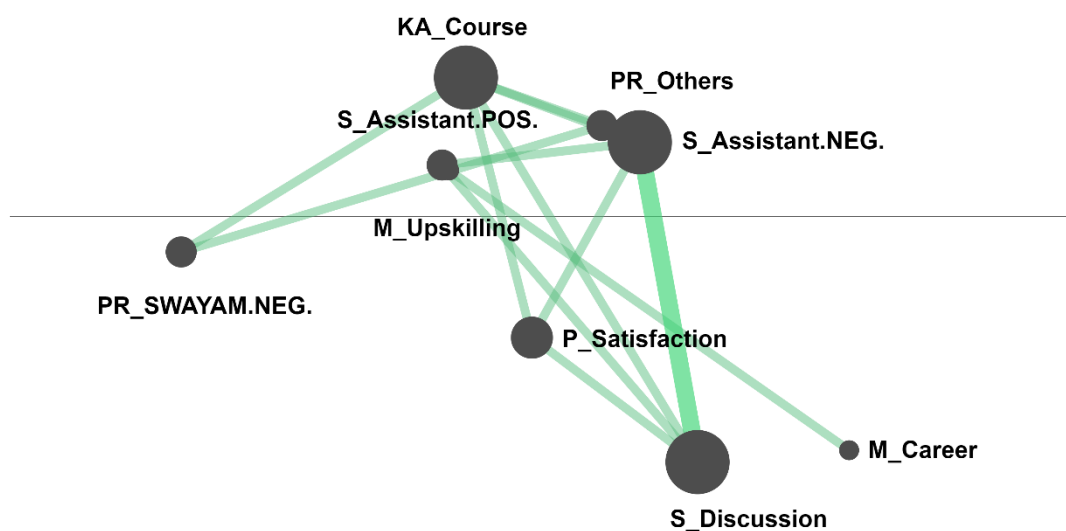 KA_Course
PR_Others
S_Assistant.POS.
S_Assistant.NEG.
M_Upskilling
PR_SWAYAM.NEG.
P_Satisfaction
M_Career
S_Discussion